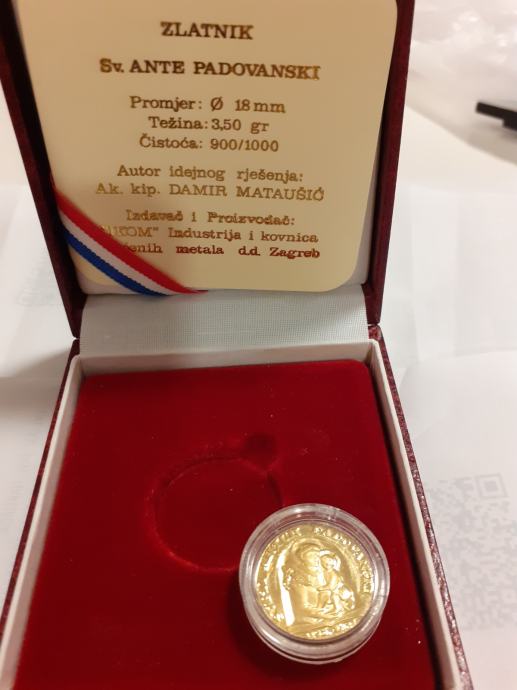 ZLATNIK
Sv. ANTE PADOVANSKI
Promjer: Ø 18 mm
Težina: 3,50 gr
Čistoća: 900/1000
Autor idejnog rješenja:
Ak. kip. DAMIR MATAUŠIĆ
Izdavač i Proizvođač:
Industrija i kovnica
metala d.d. Zagreb
PADOVANSKI